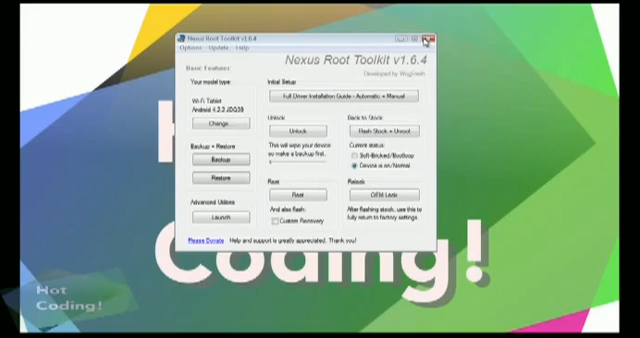 Nexus Root Toolkit v1.6.4
Options Update Help
Nexus Root Toolkit v1.6.4
Developed by WugFresh
Basic Features:
Your model type:
Wi-Fi Tablet
Android 4.2.2 JDQ39
Change...
Backup + Restore
Backup
Restore
Advanced Utilities
Launch
Initial Setup
Full Driver Installation Guide - Automatic + Manual
Unlock
Unlock
This will wipe your device
so make a backup first.
Back to Stock
Flash Stock + Unroot
Current status:
Soft-Bricked/Bootloop
Device is on/Normal
Root
Root
And also flash:
Custom Recovery
Relock
OEM Lock
After flashing stock, use this to
fully return to factory settings.
Please Donate Help and support is greatly appreciated. Thank you!
H
Coding!
Hot
Coding!